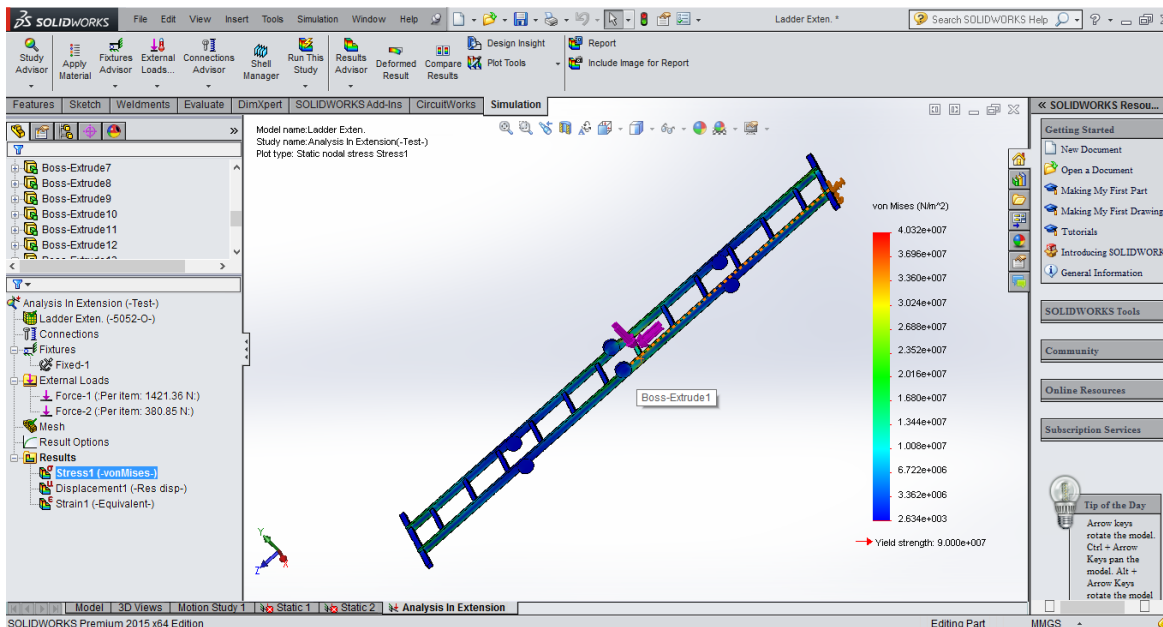 SOLIDWORKS File Edit View Insert Tools Simulation Window Help Ladder Exten. * Search SOLIDWORKS Help
Study Advisor
Apply Material
Fixtures Advisor
External Loads...
Connections Advisor
Shell Manager
Run This Study
Results Advisor
Deformed Result
Compare Results
Design Insight
Plot Tools
Report
Include Image for Report
Features Sketch Weldments Evaluate DimXpert SOLIDWORKS Add-Ins CircuitWorks Simulation
Boss-Extrude7
Boss-Extrude8
Boss-Extrude9
Boss-Extrude10
Boss-Extrude11
Boss-Extrude12
Analysis In Extension (-Test-)
Ladder Exten. (-5052-O-)
Connections
Fixtures
Fixed-1
External Loads
Force-1 (:Per item: 1421.36 N:)
Force-2 (:Per item: 380.85 N:)
Mesh
Result Options
Results
Stress1 (-vonMises-)
Displacement1 (-Res disp-)
Strain1 (-Equivalent-)
Model name:Ladder Exten.
Study name:Analysis In Extension(-Test-)
Plot type: Static nodal stress Stress1
Boss-Extrude1
Y
Z
X
von Mises (N/m^2)
4.032e+007
3.696e+007
3.360e+007
3.024e+007
2.688e+007
2.352e+007
2.016e+007
1.680e+007
1.344e+007
1.008e+007
6.722e+006
3.362e+006
2.634e+003
Yield strength: 9.000e+007
« SOLIDWORKS Resou...
Getting Started
New Document
Open a Document
Making My First Part
Making My First Drawing
Tutorials
Introducing SOLIDWORK
General Information
SOLIDWORKS Tools
Community
Online Resources
Subscription Services
Tip of the Day
Arrow keys
rotate the model.
Ctrl + Arrow
Keys pan the
model. Alt +
Arrow Keys
rotate the model
Model 3D Views Motion Study 1 Static 1 Static 2 Analysis In Extension
SOLIDWORKS Premium 2015 x64 Edition Editing Part MMGS